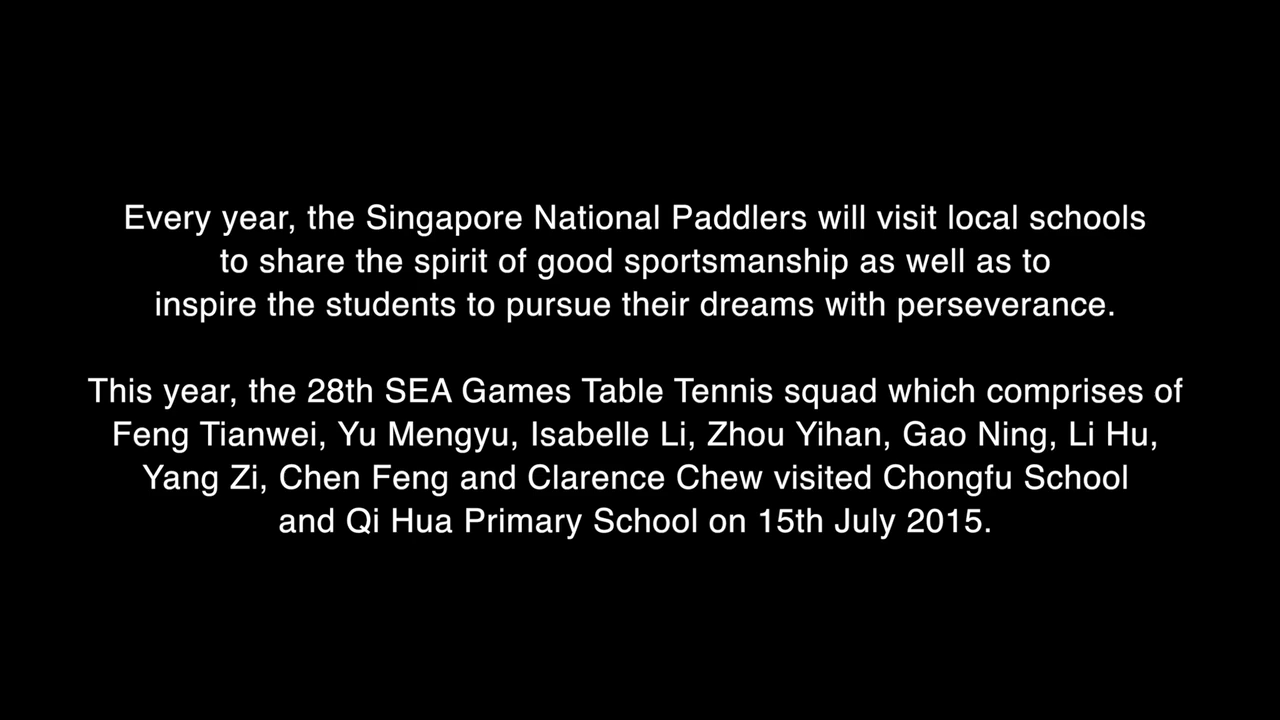 Every year, the Singapore National Paddlers will visit local schools
to share the spirit of good sportsmanship as well as to
inspire the students to pursue their dreams with perseverance.
This year, the 28th SEA Games Table Tennis squad which comprises of
Feng Tianwei, Yu Mengyu, Isabelle Li, Zhou Yihan, Gao Ning, Li Hu,
Yang Zi, Chen Feng and Clarence Chew visited Chongfu School
and Qi Hua Primary School on 15th July 2015.